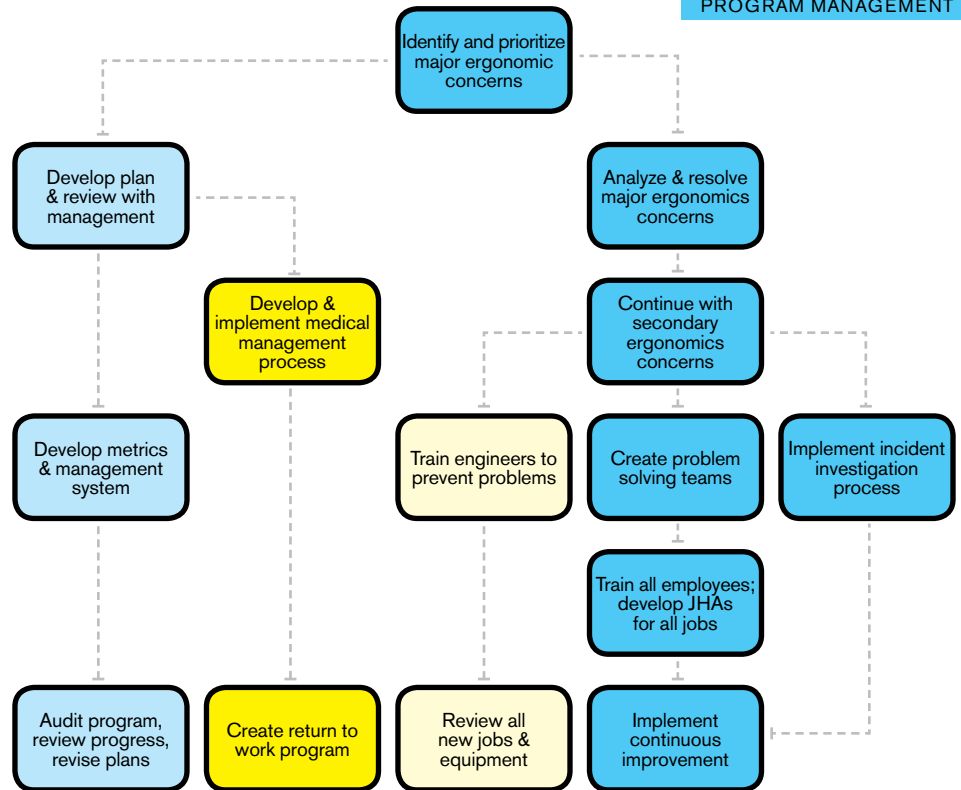 PROGRAM MANAGEMENT
Identify and prioritize
major ergonomic
concerns
Develop plan
& review with
management
Analyze & resolve
major ergonomics
concerns
Develop &
implement medical
management
process
Continue with
secondary
ergonomics
concerns
Develop metrics
& management
system
Train engineers to
prevent problems
Create problem
solving teams
Implement incident
investigation
process
Train all employees;
develop JHAs
for all jobs
Audit program,
review progress,
revise plans
Create return to
work program
Review all
new jobs &
equipment
Implement
continuous
improvement